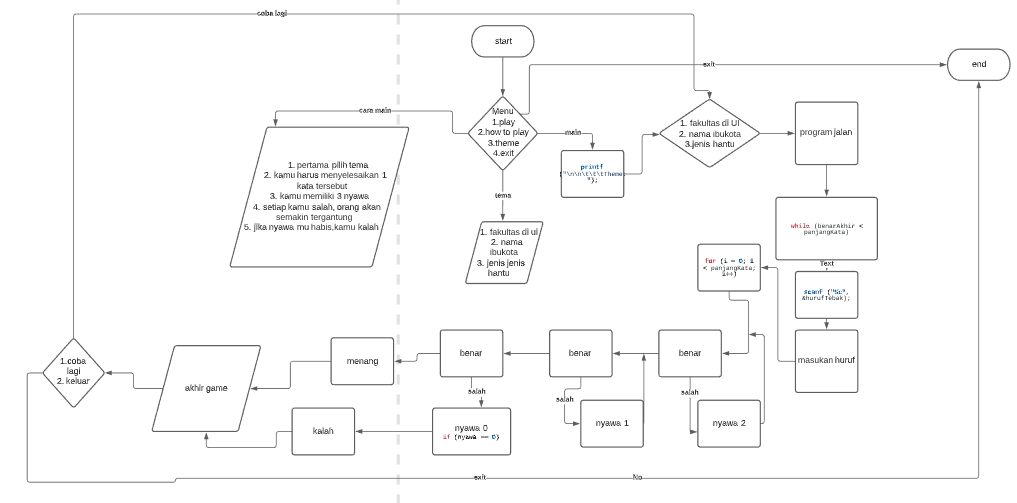 coba lagi
start
exit
end
cara main
Menu
1.play
2.how to play
3.theme
4.exit
main
printf
("\n\n\t\t\tTheme:
");
1. fakultas di UI
2. nama ibukota
3.jenis hantu
program jalan
1. pertama pilih tema
2. kamu harus menyelesaikan 1
kata tersebut
3. kamu memiliki 3 nyawa
4. setiap kamu salah, orang akan
semakin tergantung
5. jika nyawa mu habis,kamu kalah
tema
1. fakultas di ui
2. nama
ibukota
3. jenis jenis
hantu
while (benarAkhir <
panjangKata)
Text
for (i = 0; i
< panjangKata;
i++)
scanf ("%c",
&hurufTebak);
masukan huruf
1.coba
lagi
2. keluar
akhir game
menang
benar
benar
benar
salah
salah
salah
kalah
nyawa 0
if (nyawa == 0)
nyawa 1
nyawa 2
exit
No